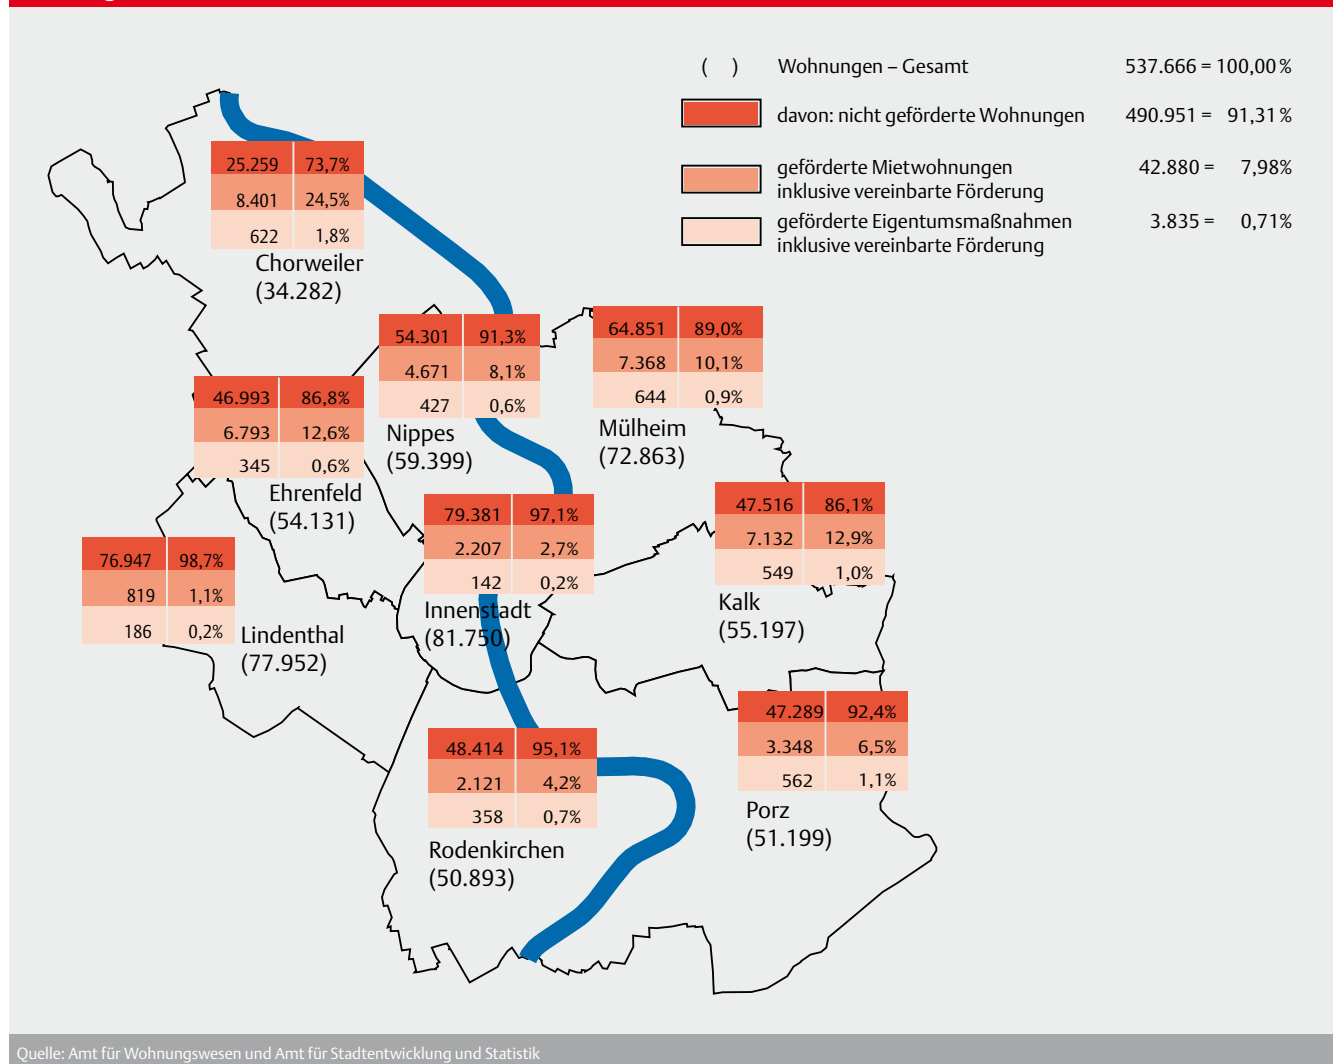 ( ) Wohnungen – Gesamt 537.666 = 100,00 %
davon: nicht geförderte Wohnungen 490.951 = 91,31 %
geförderte Mietwohnungen 42.880 = 7,98%
inklusive vereinbarte Förderung
geförderte Eigentumsmaßnahmen 3.835 = 0,71%
inklusive vereinbarte Förderung
25.259 73,7%
8.401 24,5%
622 1,8%
Chorweiler
(34.282)
54.301 91,3%
4.671 8,1%
427 0,6%
Nippes
(59.399)
64.851 89,0%
7.368 10,1%
644 0,9%
Mülheim
(72.863)
46.993 86,8%
6.793 12,6%
345 0,6%
Ehrenfeld
(54.131)
79.381 97,1%
2.207 2,7%
142 0,2%
Innenstadt
(81.750)
47.516 86,1%
7.132 12,9%
549 1,0%
Kalk
(55.197)
76.947 98,7%
819 1,1%
186 0,2%
Lindenthal
(77.952)
48.414 95,1%
2.121 4,2%
358 0,7%
Rodenkirchen
(50.893)
47.289 92,4%
3.348 6,5%
562 1,1%
Porz
(51.199)
Quelle: Amt für Wohnungswesen und Amt für Stadtentwicklung und Statistik